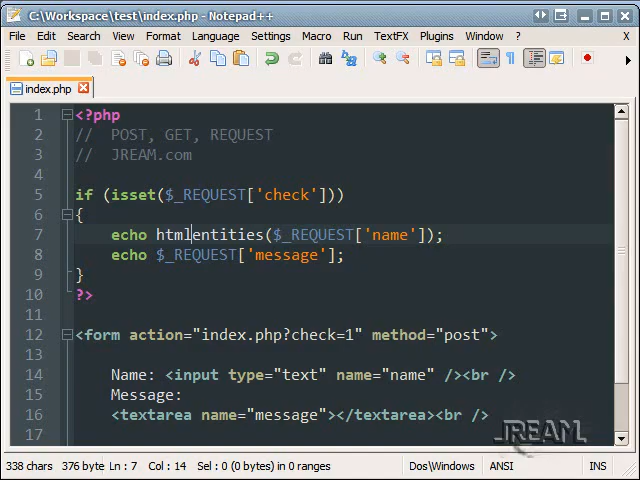 C:\Workspace\test\index.php - Notepad++
File Edit Search View Format Language Settings Macro Run TextFX Plugins Window ? X
index.php
1 <?php
2 // POST, GET, REQUEST
3 // JREAM.com
4
5 if (isset($_REQUEST['check']))
6 {
7 echo htmlentities($_REQUEST['name']);
8 echo $_REQUEST['message'];
9 }
10 ?>
11
12 <form action="index.php?check=1" method="post">
13
14 Name: <input type="text" name="name" /><br />
15 Message:
16 <textarea name="message"></textarea><br />
17
JREAM
338 chars 376 byte Ln : 7 Col : 14 Sel : 0 (0 bytes) in 0 ranges Dos\Windows ANSI INS